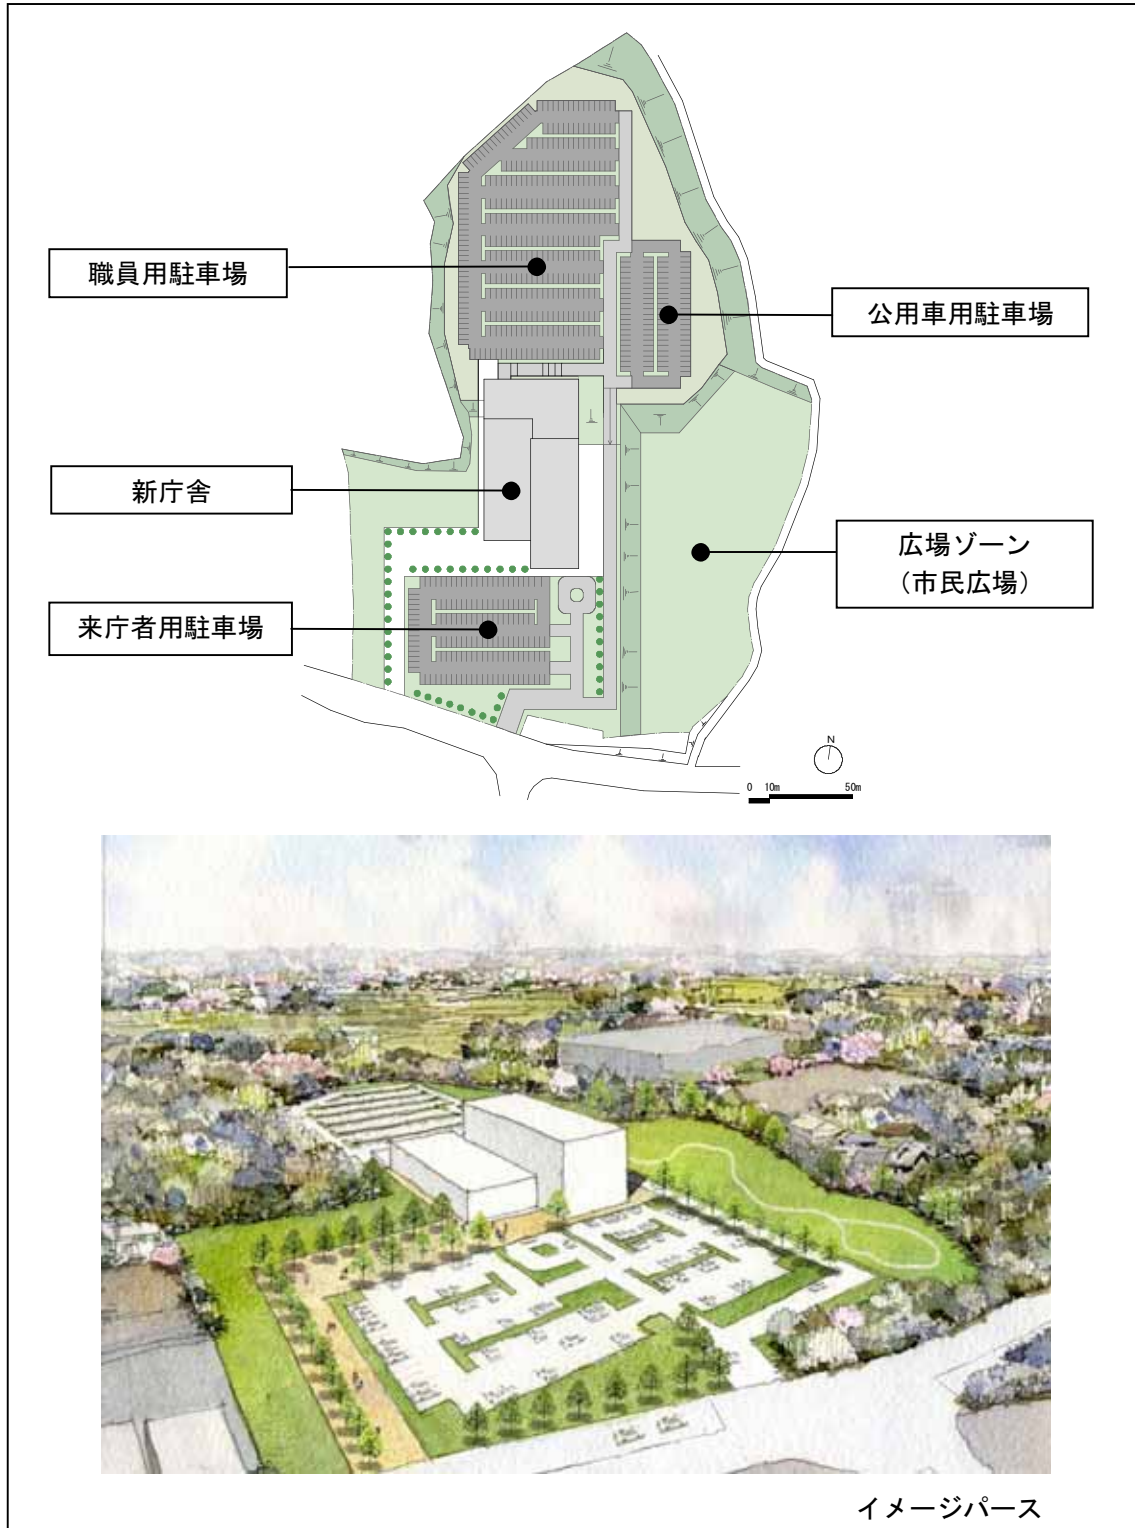 職員用駐車場
公用車用駐車場
新庁舎
広場ゾーン
（市民広場）
来庁者用駐車場
N
0 10m 50m
イメージパース